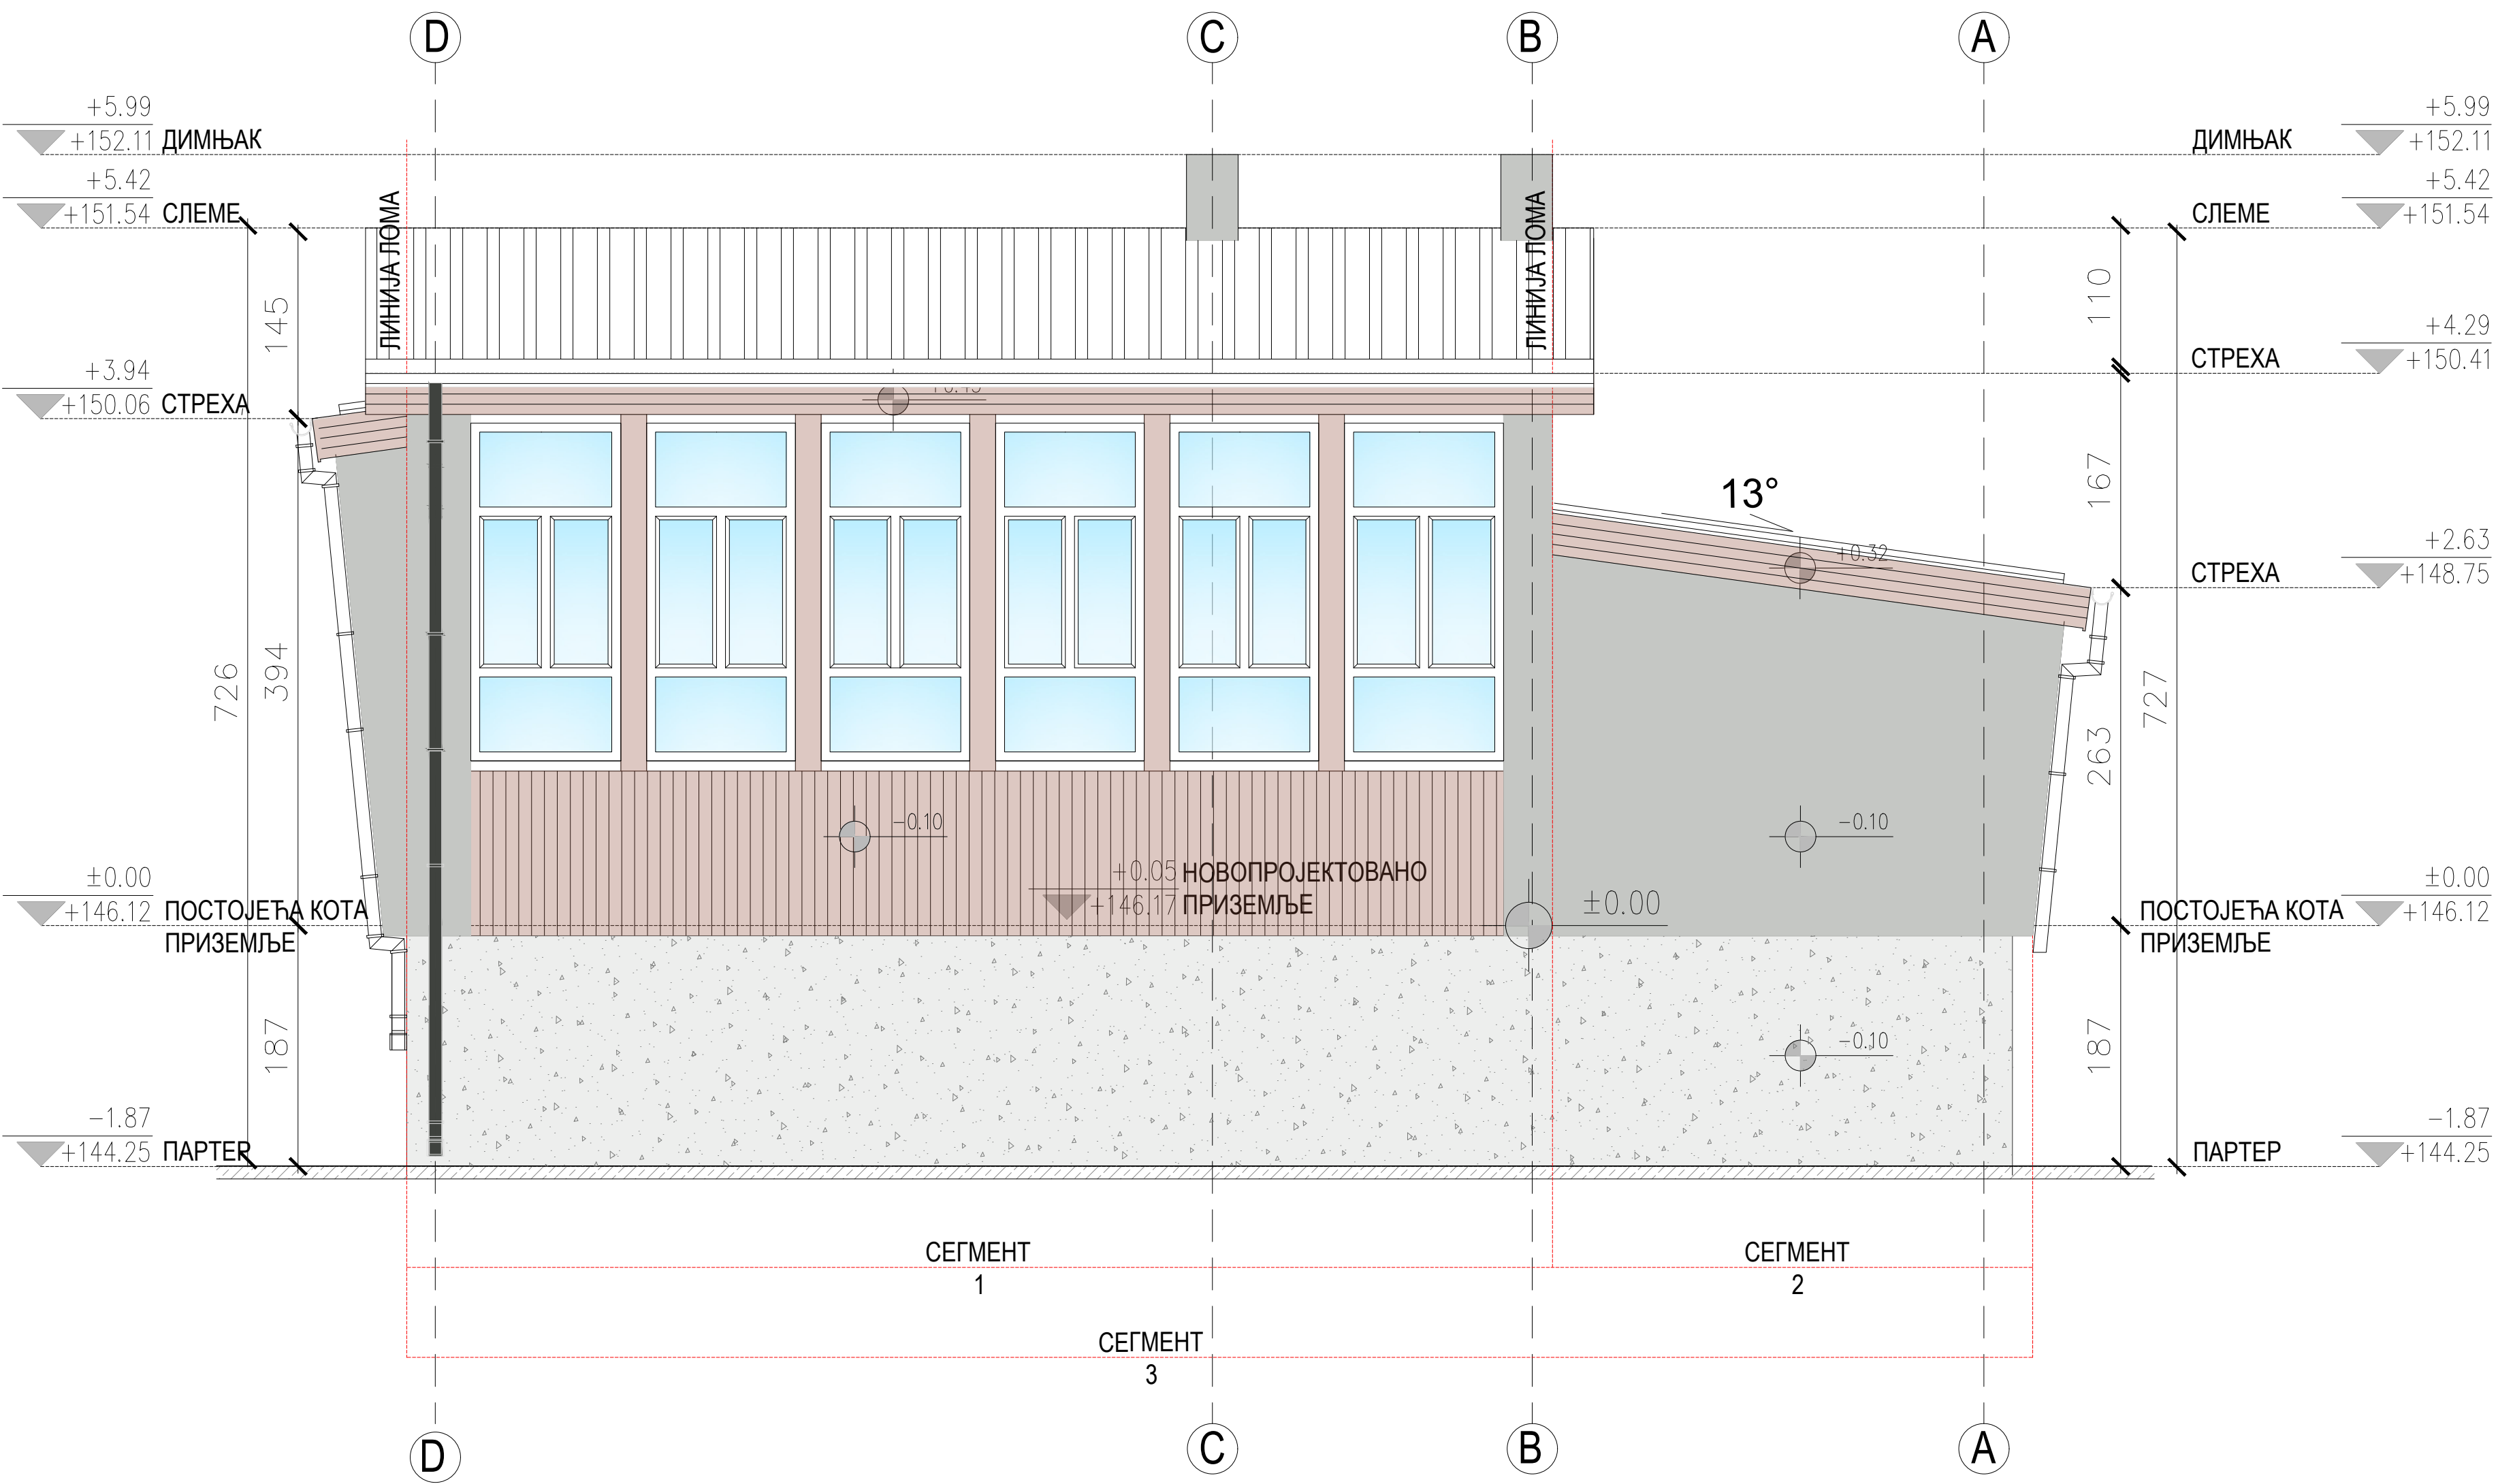 D C B A
+5.99
+152.11 ДИМЊАК
+5.42
+151.54 СЛЕМЕ
+3.94
+150.06 СТРЕХА
±0.00
+146.12 ПОСТОЈЕЋА КОТА
ПРИЗЕМЉЕ
-1.87
+144.25 ПАРТЕР
726
145
394
187
ЛИНИЈА ЛОМА
ЛИНИЈА ЛОМА
13°
+0.32
-0.10
-0.10
-0.10
+0.05 НОВОПРОЈЕКТОВАНО
+146.17 ПРИЗЕМЉЕ
±0.00
110
167
263
187
727
+5.99
ДИМЊАК +152.11
+5.42
СЛЕМЕ +151.54
+4.29
СТРЕХА +150.41
+2.63
СТРЕХА +148.75
±0.00
ПОСТОЈЕЋА КОТА +146.12
ПРИЗЕМЉЕ
-1.87
ПАРТЕР +144.25
СЕГМЕНТ
1
СЕГМЕНТ
2
СЕГМЕНТ
3
D C B A